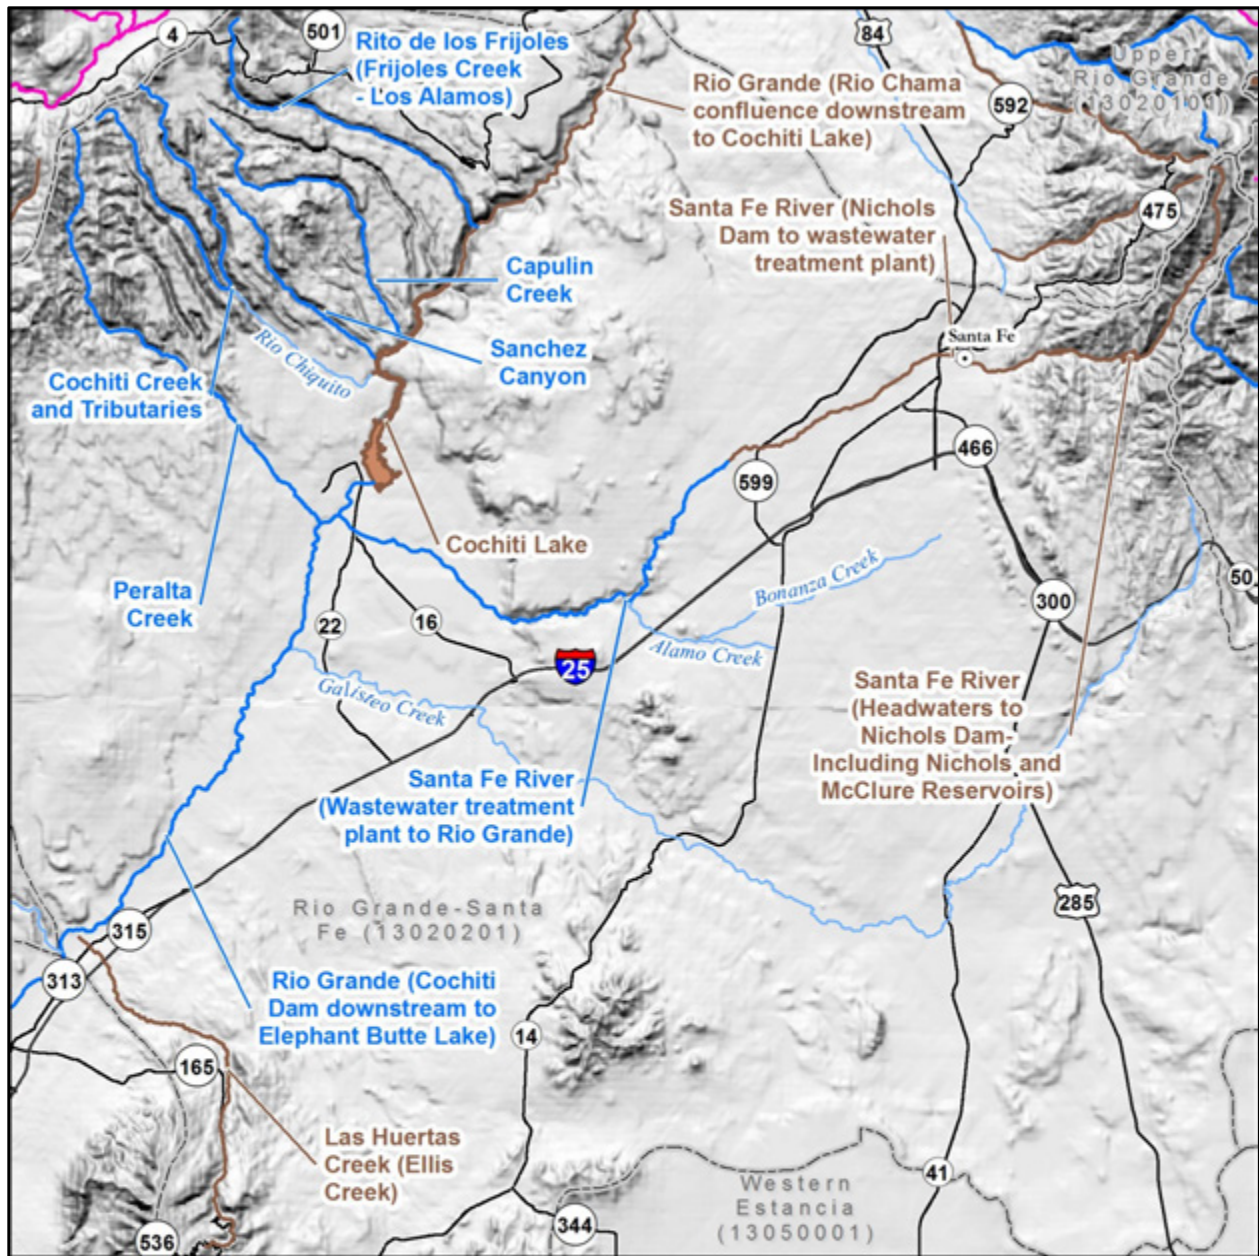 4
501
Rito de los Frijoles
(Frijoles Creek
- Los Alamos)
84
Rio Grande (Rio Chama
confluence downstream
to Cochiti Lake)
592
Upper
Rio Grande
(13020101)
475
Santa Fe River (Nichols
Dam to wastewater
treatment plant)
Capulin
Creek
Santa Fe
Rio Chiquito
Sanchez
Canyon
Cochiti Creek
and Tributaries
466
599
Cochiti Lake
Peralta
Creek
22
16
Bonanza Creek
Alamo Creek
50
300
25
Galisteo Creek
Santa Fe River
(Headwaters to
Nichols Dam-
Including Nichols and
McClure Reservoirs)
Santa Fe River
(Wastewater treatment
plant to Rio Grande)
285
Rio Grande-Santa
Fe (13020201)
315
313
Rio Grande (Cochiti
Dam downstream to
Elephant Butte Lake)
14
165
Las Huertas
Creek (Ellis
Creek)
41
Western
Estancia
(13050001)
344
536